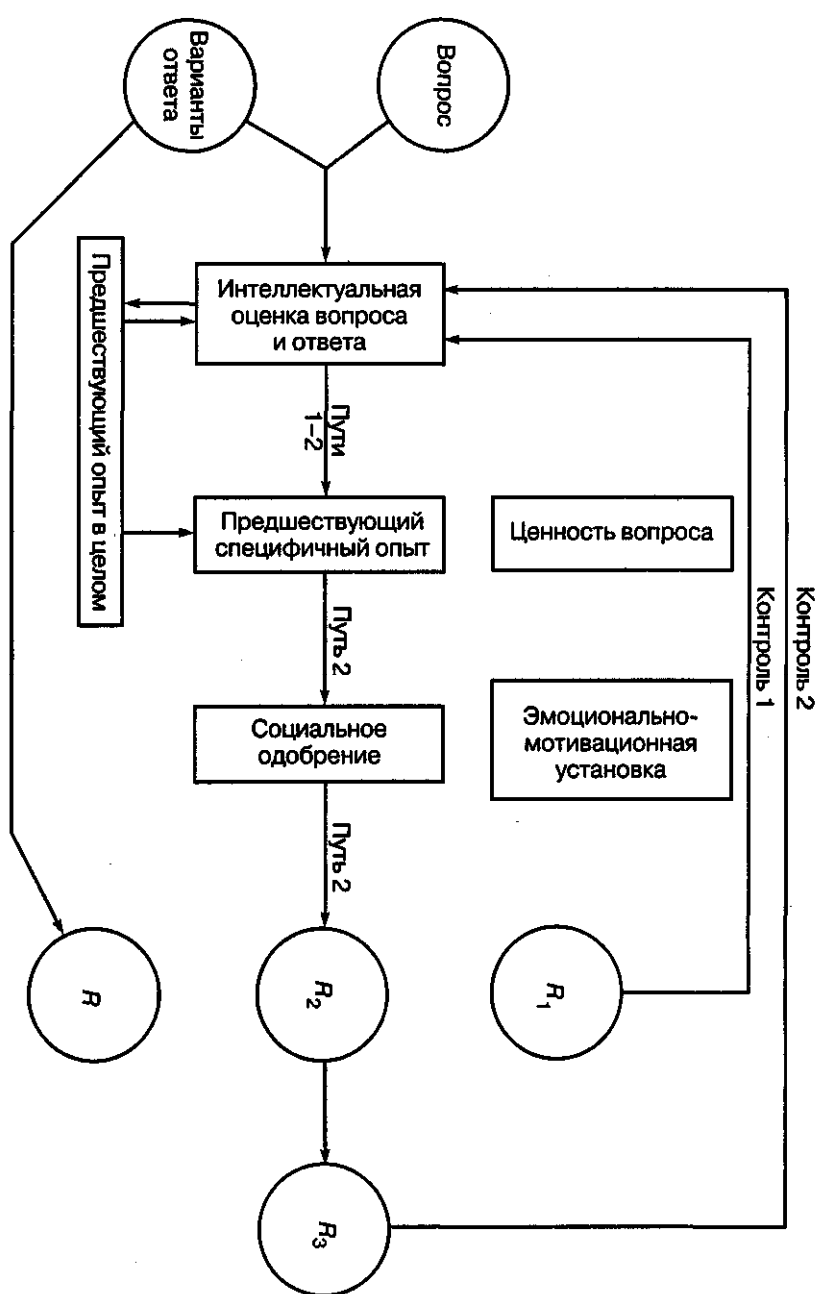 Варианты
ответа
Вопрос
Предшествующий опыт в целом
Интеллектуальная
оценка вопроса
и ответа
Пути
1–2
Предшествующий
специфичный опыт
Ценность вопроса
Путь 2
Социальное
одобрение
Эмоционально-
мотивационная
установка
Контроль 1
Контроль 2
Путь 2
R
R2
R1
R3